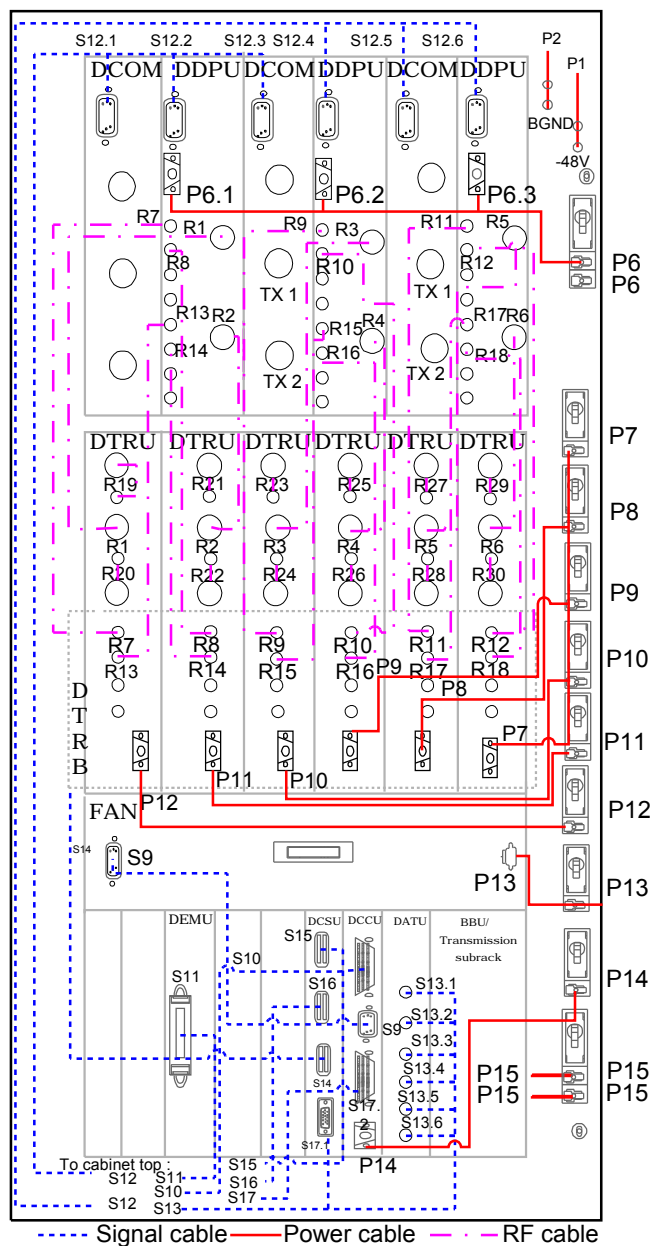 S12.1 S12.2 S12.3 S12.4 S12.5 S12.6 P2
P1
DCOM DDPU DCOM DDPU DCOM DDPU
BGND
-48V
P6.1 P6.2 P6.3
R7 R1 R9 R3 R11 R5
R8 R10 R12
P6
P6
TX 1 TX 1
R13 R2 R15 R4 R17 R6
R14 R16 R18
TX 2 TX 2
P7
DTRU DTRU DTRU DTRU DTRU DTRU
R19 R21 R23 R25 R27 R29
P8
R1 R2 R3 R4 R5 R6
R20 R22 R24 R26 R28 R30
P9
R7 R8 R9 R10 R11 R12
R13 R14 R15 R16 P9 R17 R18
P10
DTRB
P8
P7
P11
P12 P11 P10
P12
FAN
S14 S9
P13
P13
DEMU DCSU DCCU DATU BBU/
Transmission
subrack
S15
S10
S11 S16 S13.1
P14
S9 S13.2
S13.3
S14 S13.4
P15
S17. S13.5
P15
2
S17.1 S13.6
P14
To cabinet top :
S12 S11 S15
S10 S16
S12 S13 S17
Signal cable Power cable RF cable